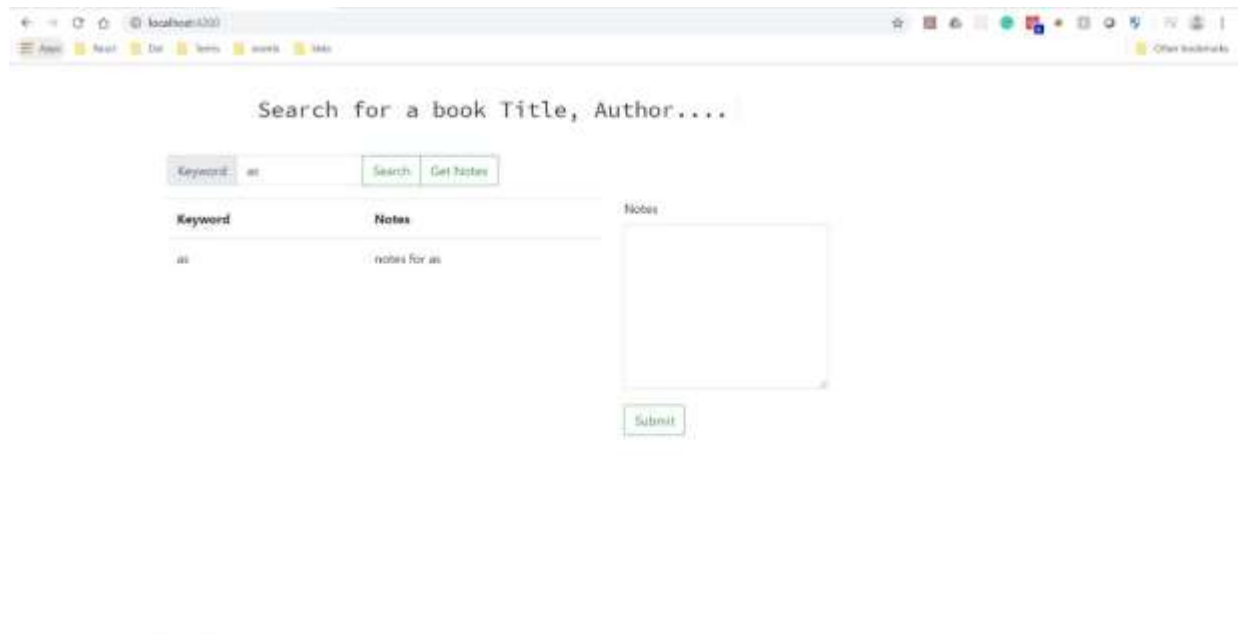 localhost:4200
Apps
Other bookmarks
Search for a book Title, Author....
Keyword as Search Get Notes
Keyword Notes
as notes for as
Notes
Submit